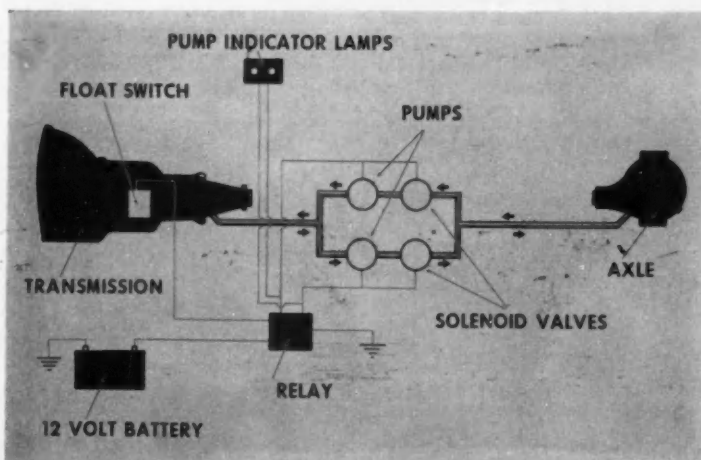 PUMP INDICATOR LAMPS
FLOAT SWITCH
PUMPS
TRANSMISSION
AXLE
SOLENOID VALVES
RELAY
12 VOLT BATTERY